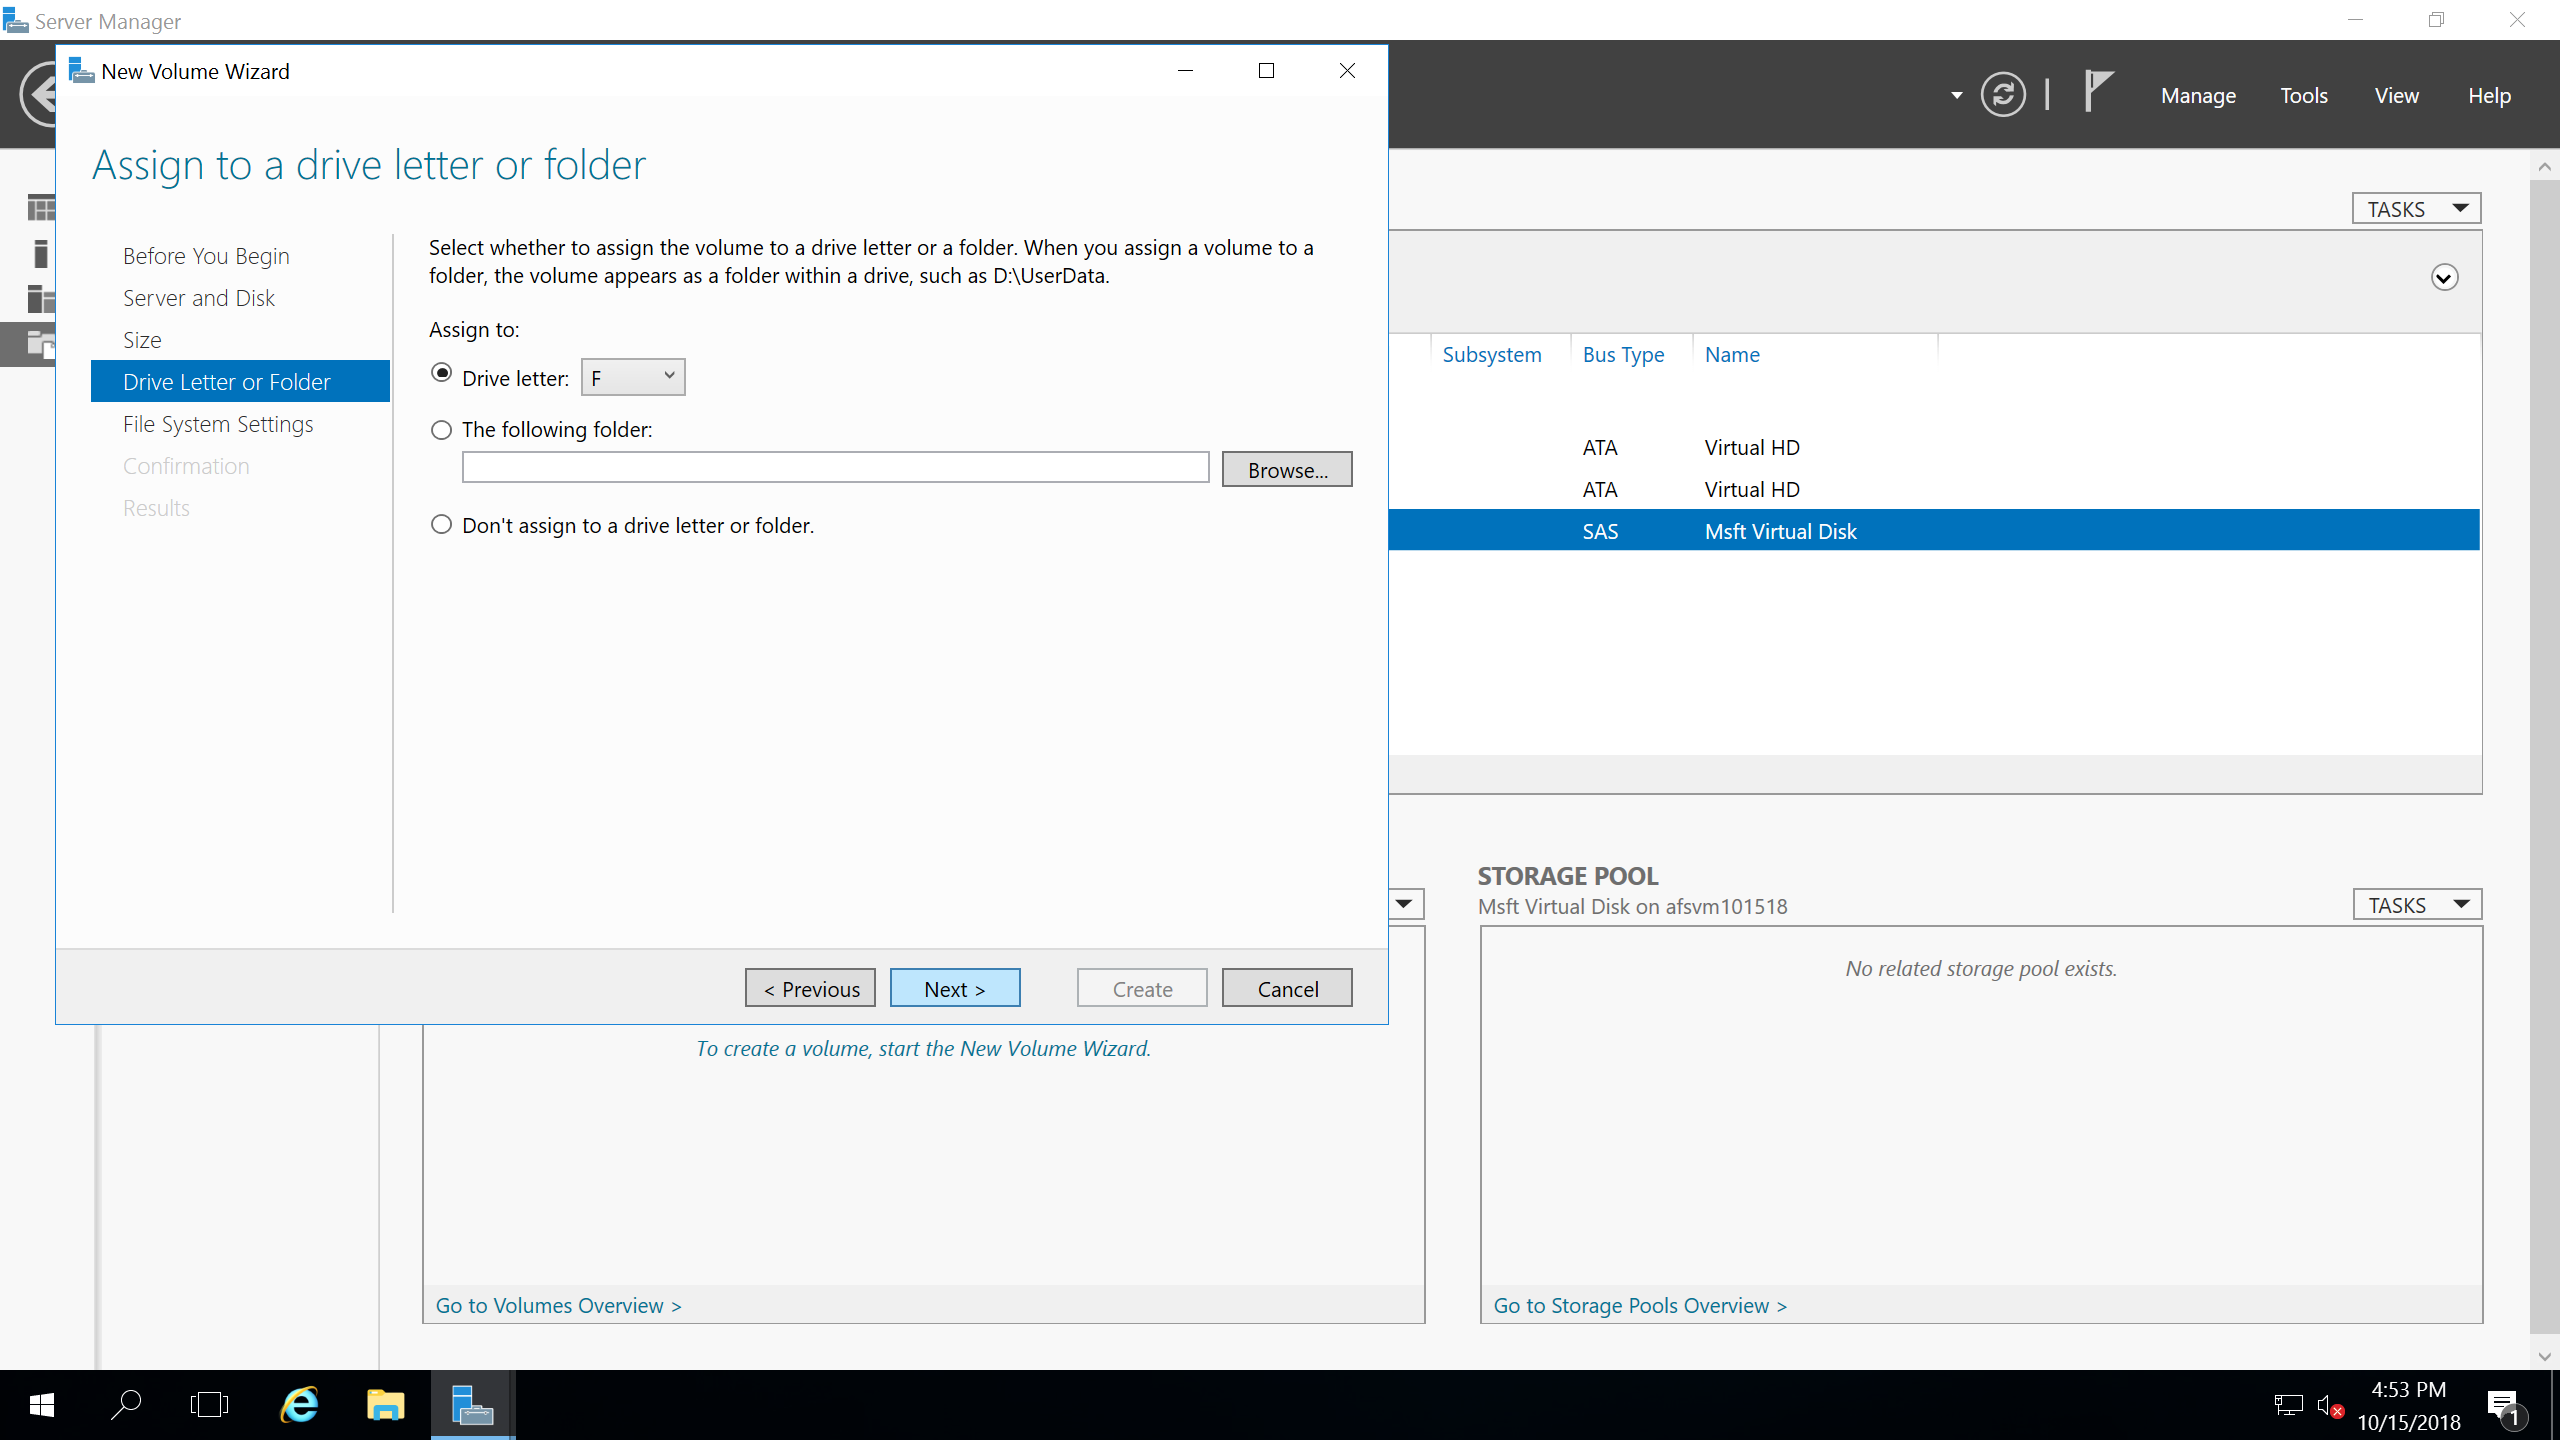 Server Manager
New Volume Wizard
Manage
Tools
View
Help
Assign to a drive letter or folder
Before You Begin
Server and Disk
Size
Drive Letter or Folder
File System Settings
Confirmation
Results
Select whether to assign the volume to a drive letter or a folder. When you assign a volume to a
folder, the volume appears as a folder within a drive, such as D:\UserData.
Assign to:
Drive letter:
F
The following folder:
Browse...
Don't assign to a drive letter or folder.
< Previous
Next >
Create
Cancel
TASKS
Subsystem
Bus Type
Name
ATA
Virtual HD
ATA
Virtual HD
SAS
Msft Virtual Disk
To create a volume, start the New Volume Wizard.
Go to Volumes Overview >
STORAGE POOL
Msft Virtual Disk on afsvm101518
TASKS
No related storage pool exists.
Go to Storage Pools Overview >
4:53 PM
10/15/2018
1